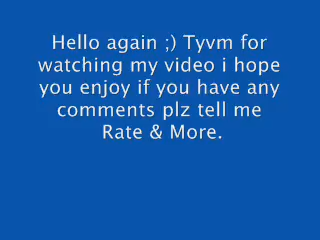 Hello again ;) Tyvm for
watching my video i hope
you enjoy if you have any
comments plz tell me
Rate & More.